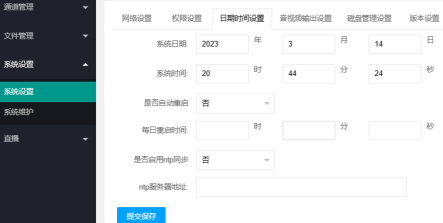 通道管理
文件管理
系统设置
系统设置
系统维护
直播
网络设置 权限设置 日期时间设置 音视频输出设置 磁盘管理设置 版本设置
系统日期: 2023 年 3 月 14 日
系统时间: 20 时 44 分 24 秒
是否自动重启 否
每日重启时间: 时 分 秒
是否启用ntp同步 否
ntp服务器地址:
提交保存